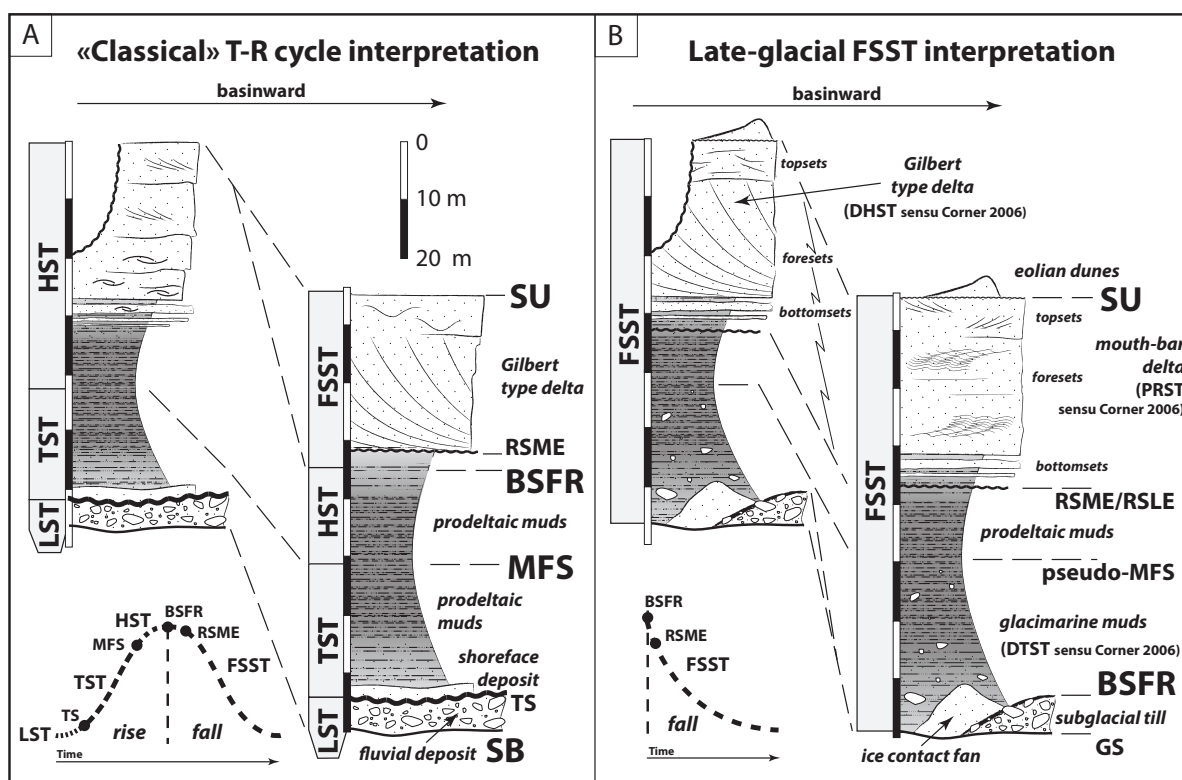 A
«Classical» T-R cycle interpretation
basinward
0
10 m
20 m
HST
TST
LST
SU
FSST
Gilbert
type delta
RSME
BSFR
HST
prodeltaic muds
MFS
TST
prodeltaic
muds
shoreface
deposit
TS
LST
fluvial deposit
SB
HST
BSFR
MFS
RSME
TST
FSST
TS
LST
rise
fall
Time
B
Late-glacial FSST interpretation
basinward
FSST
topsets
Gilbert
type delta
(DHST sensu Corner 2006)
foresets
bottomsets
eolian dunes
SU
topsets
mouth-bar
delta
(PRST
sensu Corner 2006)
foresets
FSST
bottomsets
RSME/RSLE
prodeltaic muds
pseudo-MFS
glacimarine muds
(DTST sensu Corner 2006)
BSFR
subglacial till
GS
ice contact fan
BSFR
RSME
FSST
fall
Time